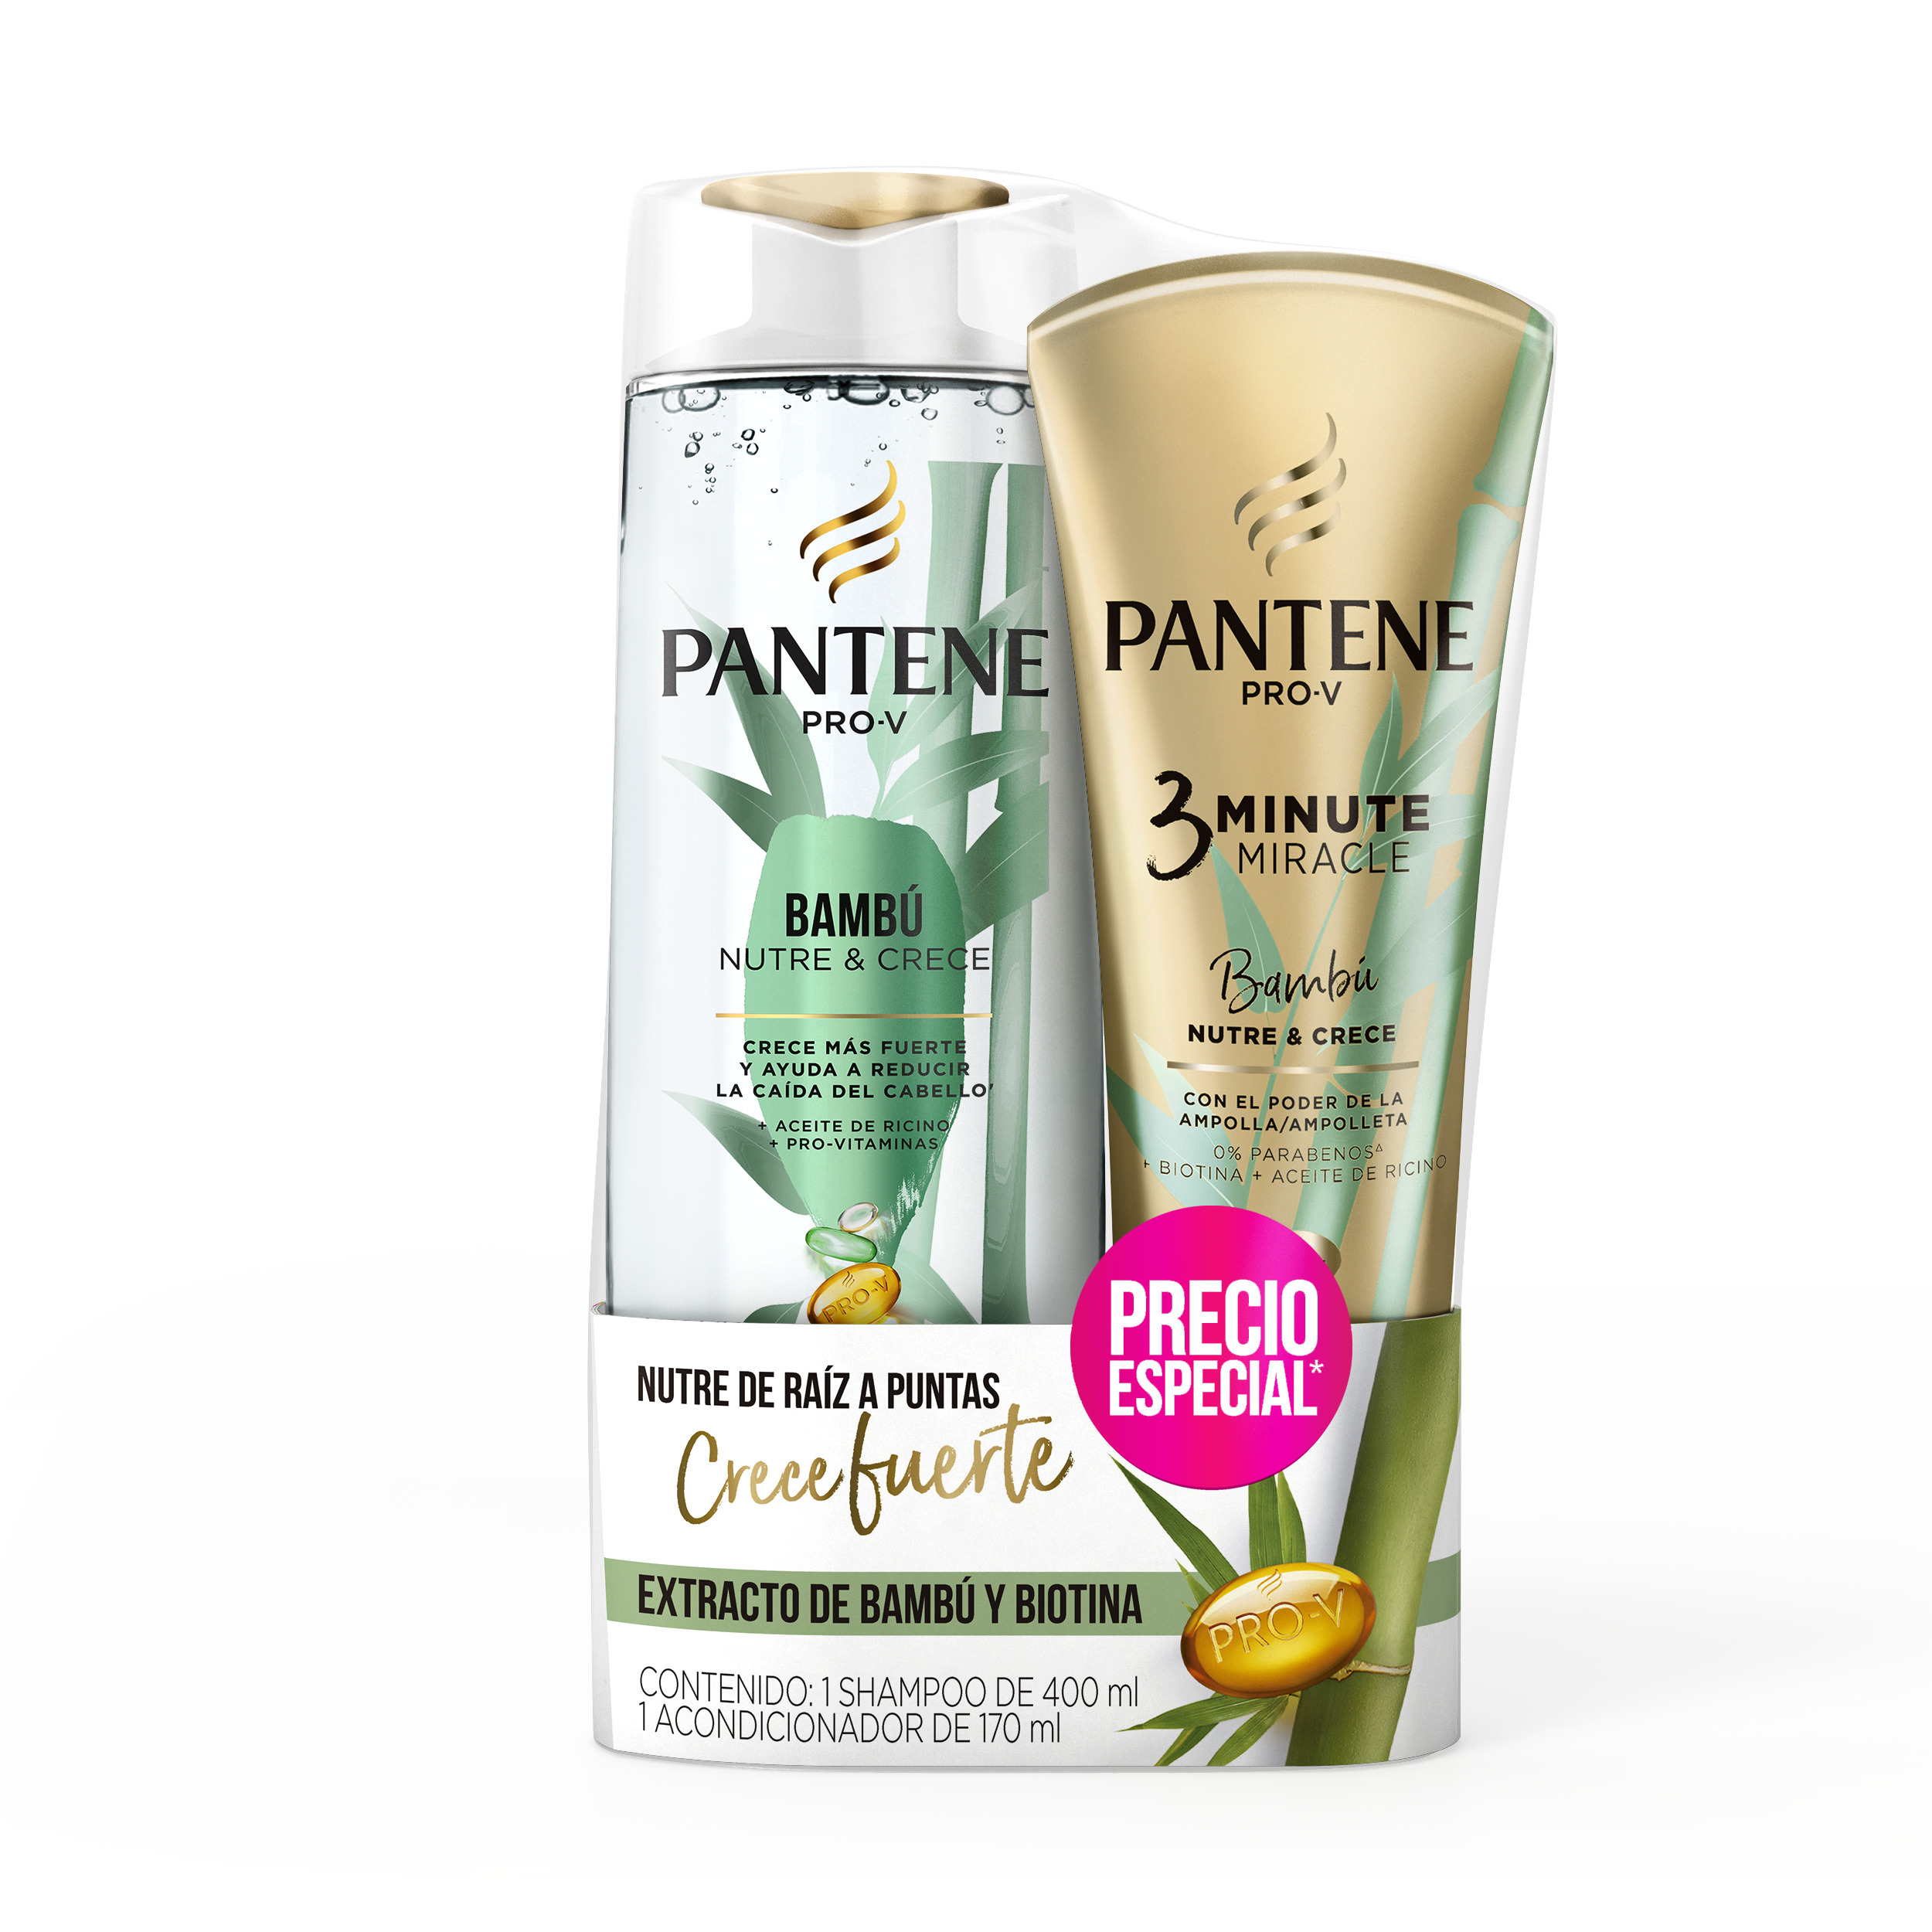 PANTENE
PRO-V
BAMBÚ
NUTRE & CRECE
CRECE MÁS FUERTE
Y AYUDA A REDUCIR
LA CAÍDA DEL CABELLO'
+ ACEITE DE RICINO
+ PRO-VITAMINAS
PRO-V
PANTENE
PRO-V
3 MINUTE
MIRACLE
Bambú
NUTRE & CRECE
CON EL PODER DE LA
AMPOLLA/AMPOLLETA
0% PARABENOSΔ
+ BIOTINA + ACEITE DE RICINO
PRECIO
ESPECIAL*
NUTRE DE RAÍZ A PUNTAS
Crece fuerte
EXTRACTO DE BAMBÚ Y BIOTINA
PRO-V
CONTENIDO: 1 SHAMPOO DE 400 ml
1 ACONDICIONADOR DE 170 ml